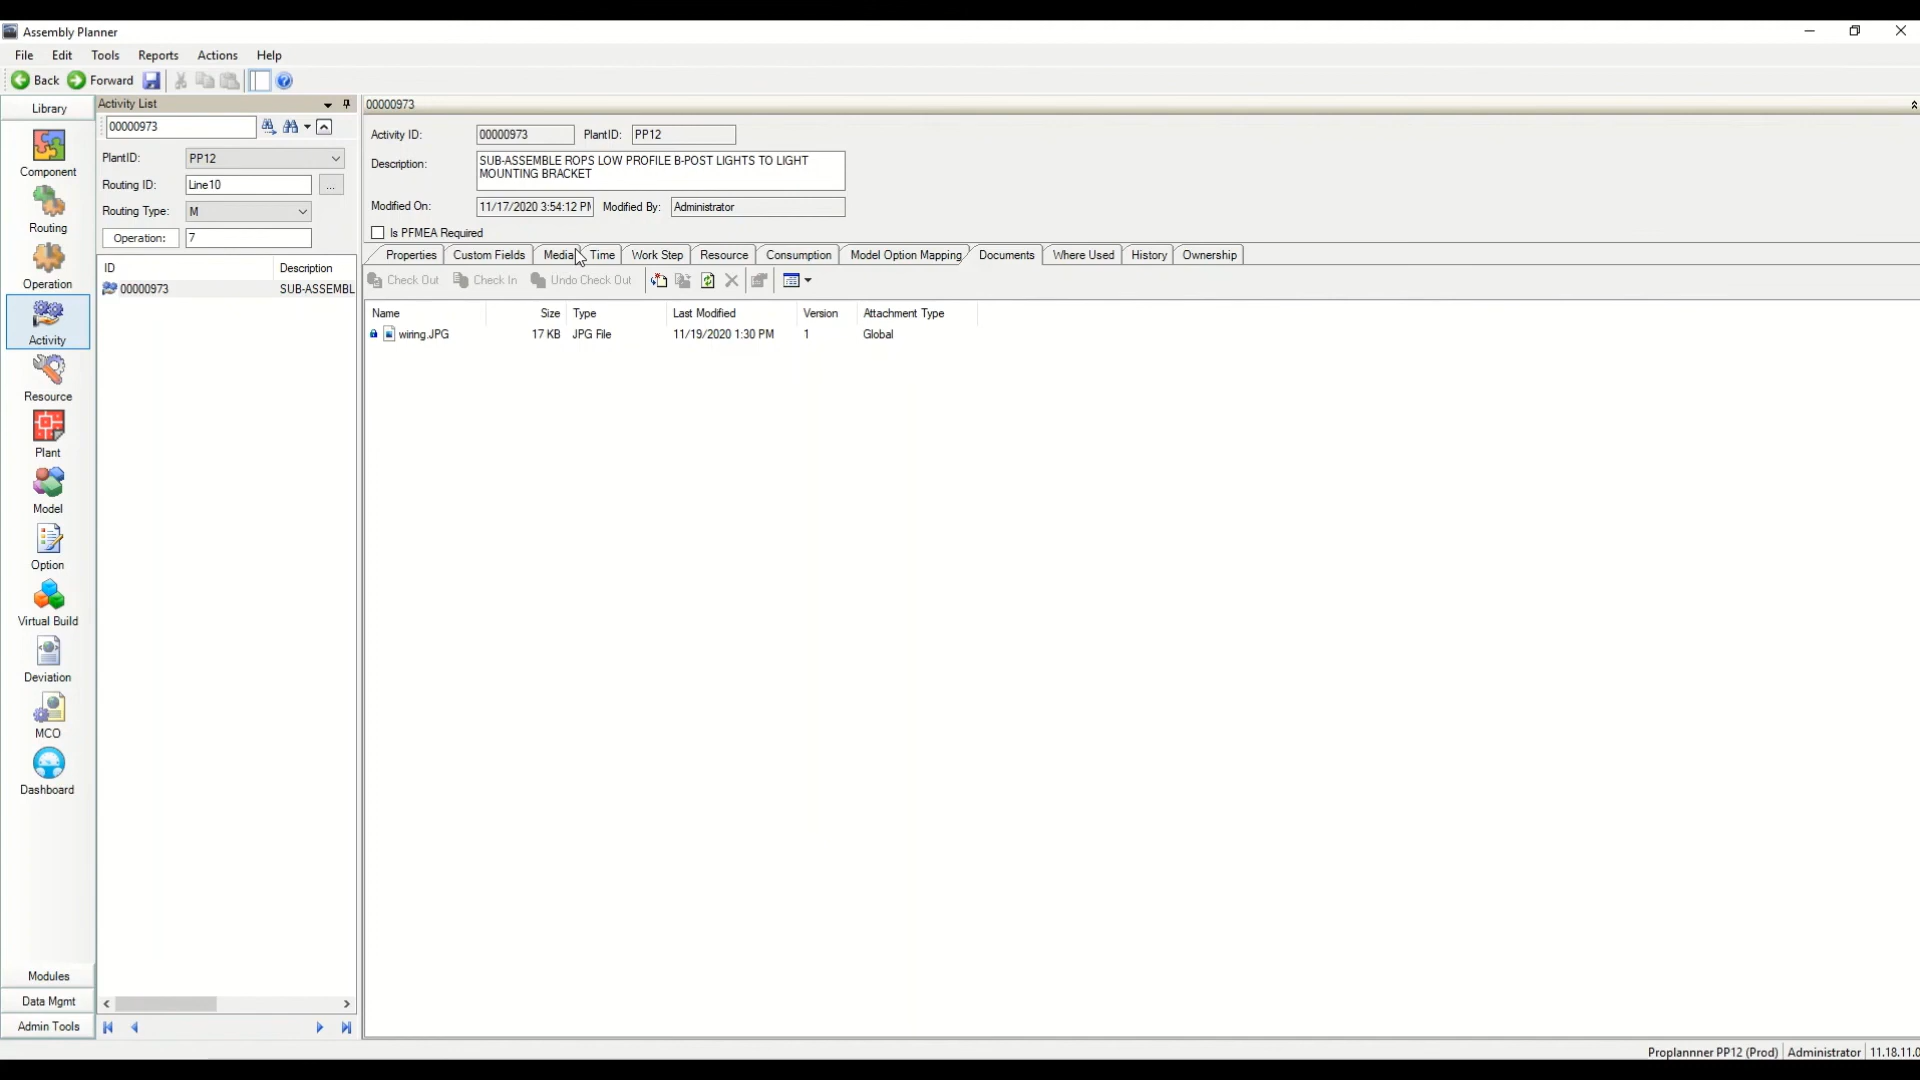 Assembly Planner
File Edit Tools Reports Actions Help
Back Forward
Library
Component
Routing
Operation
Activity
Resource
Plant
Model
Option
Virtual Build
Deviation
MCO
Dashboard
Modules
Data Mgmt
Admin Tools
Activity List
00000973
PlantID: PP12
Routing ID: Line10 ...
Routing Type: M
Operation: 7
ID Description
00000973 SUB-ASSEMBL
00000973
Activity ID: 00000973 PlantID: PP12
Description: SUB-ASSEMBLE ROPS LOW PROFILE B-POST LIGHTS TO LIGHT
MOUNTING BRACKET
Modified On: 11/17/2020 3:54:12 PM Modified By: Administrator
Is PFMEA Required
Properties Custom Fields Media Time Work Step Resource Consumption Model Option Mapping Documents Where Used History Ownership
Check Out Check In Undo Check Out
Name Size Type Last Modified Version Attachment Type
wiring.JPG 17 KB JPG File 11/19/2020 1:30 PM 1 Global
Proplannner PP12 (Prod) Administrator 11.18.11.0